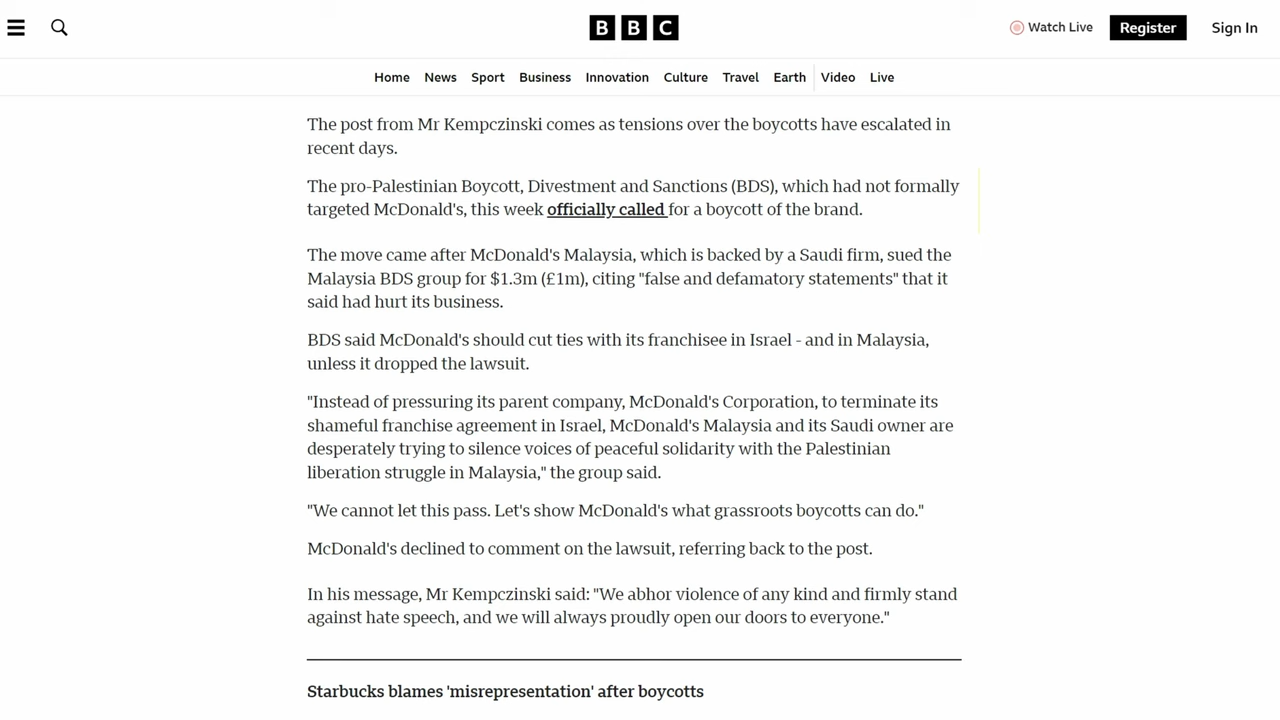 BBC
Watch Live
Register
Sign In
Home News Sport Business Innovation Culture Travel Earth Video Live
The post from Mr Kempczinski comes as tensions over the boycotts have escalated in
recent days.
The pro-Palestinian Boycott, Divestment and Sanctions (BDS), which had not formally
targeted McDonald's, this week officially called for a boycott of the brand.
The move came after McDonald's Malaysia, which is backed by a Saudi firm, sued the
Malaysia BDS group for $1.3m (£1m), citing "false and defamatory statements" that it
said had hurt its business.
BDS said McDonald's should cut ties with its franchisee in Israel - and in Malaysia,
unless it dropped the lawsuit.
"Instead of pressuring its parent company, McDonald's Corporation, to terminate its
shameful franchise agreement in Israel, McDonald's Malaysia and its Saudi owner are
desperately trying to silence voices of peaceful solidarity with the Palestinian
liberation struggle in Malaysia," the group said.
"We cannot let this pass. Let's show McDonald's what grassroots boycotts can do."
McDonald's declined to comment on the lawsuit, referring back to the post.
In his message, Mr Kempczinski said: "We abhor violence of any kind and firmly stand
against hate speech, and we will always proudly open our doors to everyone."
Starbucks blames 'misrepresentation' after boycotts